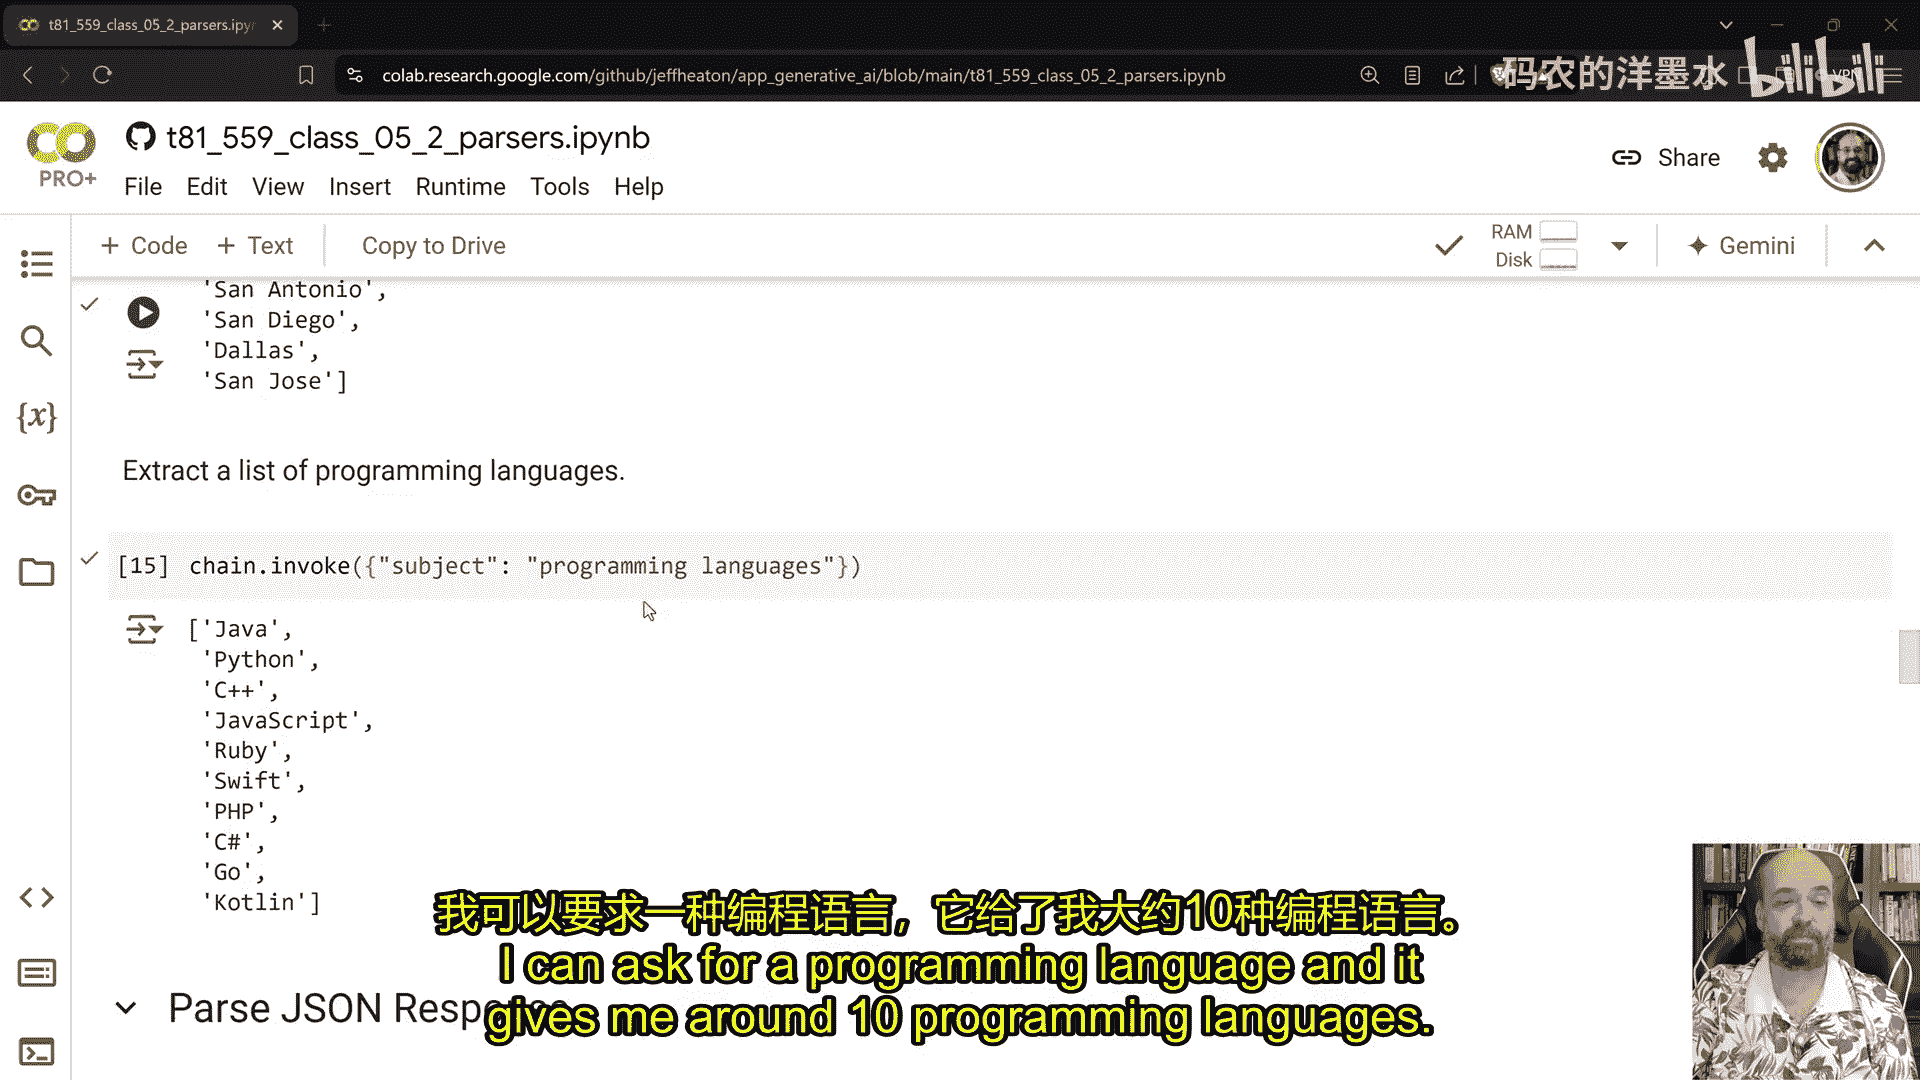 t81_559_class_05_2_parsers.ipy
colab.research.google.com/github/jeffheaton/app_generative_ai/blob/main/t81_559_class_05_2_parsers.ipynb
码农的洋墨水 bilibili
VPN
PRO+
t81_559_class_05_2_parsers.ipynb
File Edit View Insert Runtime Tools Help
Share
+ Code + Text Copy to Drive
RAM
Disk
Gemini
'San Antonio',
'San Diego',
'Dallas',
'San Jose']
{x}
Extract a list of programming languages.
[15] chain.invoke({"subject": "programming languages"})
['Java',
'Python',
'C++',
'JavaScript',
'Ruby',
'Swift',
'PHP',
'C#',
'Go',
'Kotlin']
我可以要求一种编程语言，它给了我大约10种编程语言。
I can ask for a programming language and it
Parse JSON Response
gives me around 10 programming languages.